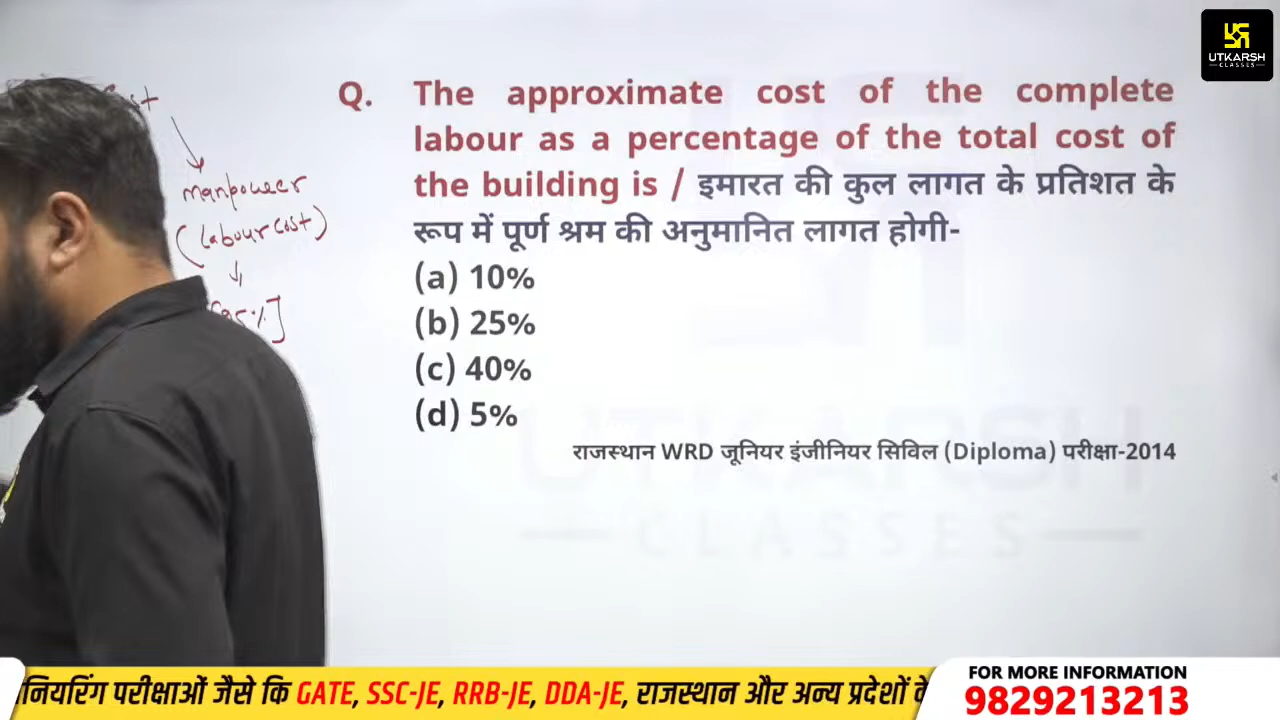 UTKARSH
CLASSES
Q. The approximate cost of the complete
labour as a percentage of the total cost of
the building is / इमारत की कुल लागत के प्रतिशत के
रूप में पूर्ण श्रम की अनुमानित लागत होगी-
(a) 10%
(b) 25%
(c) 40%
(d) 5%
राजस्थान WRD जूनियर इंजीनियर सिविल (Diploma) परीक्षा-2014
manpower
(labour cost)
UTKARSH
CLASSES
परीक्षाओं जैसे कि GATE, SSC-JE, RRB-JE, DDA-JE, राजस्थान और अन्य प्रदेशों
FOR MORE INFORMATION
9829213213